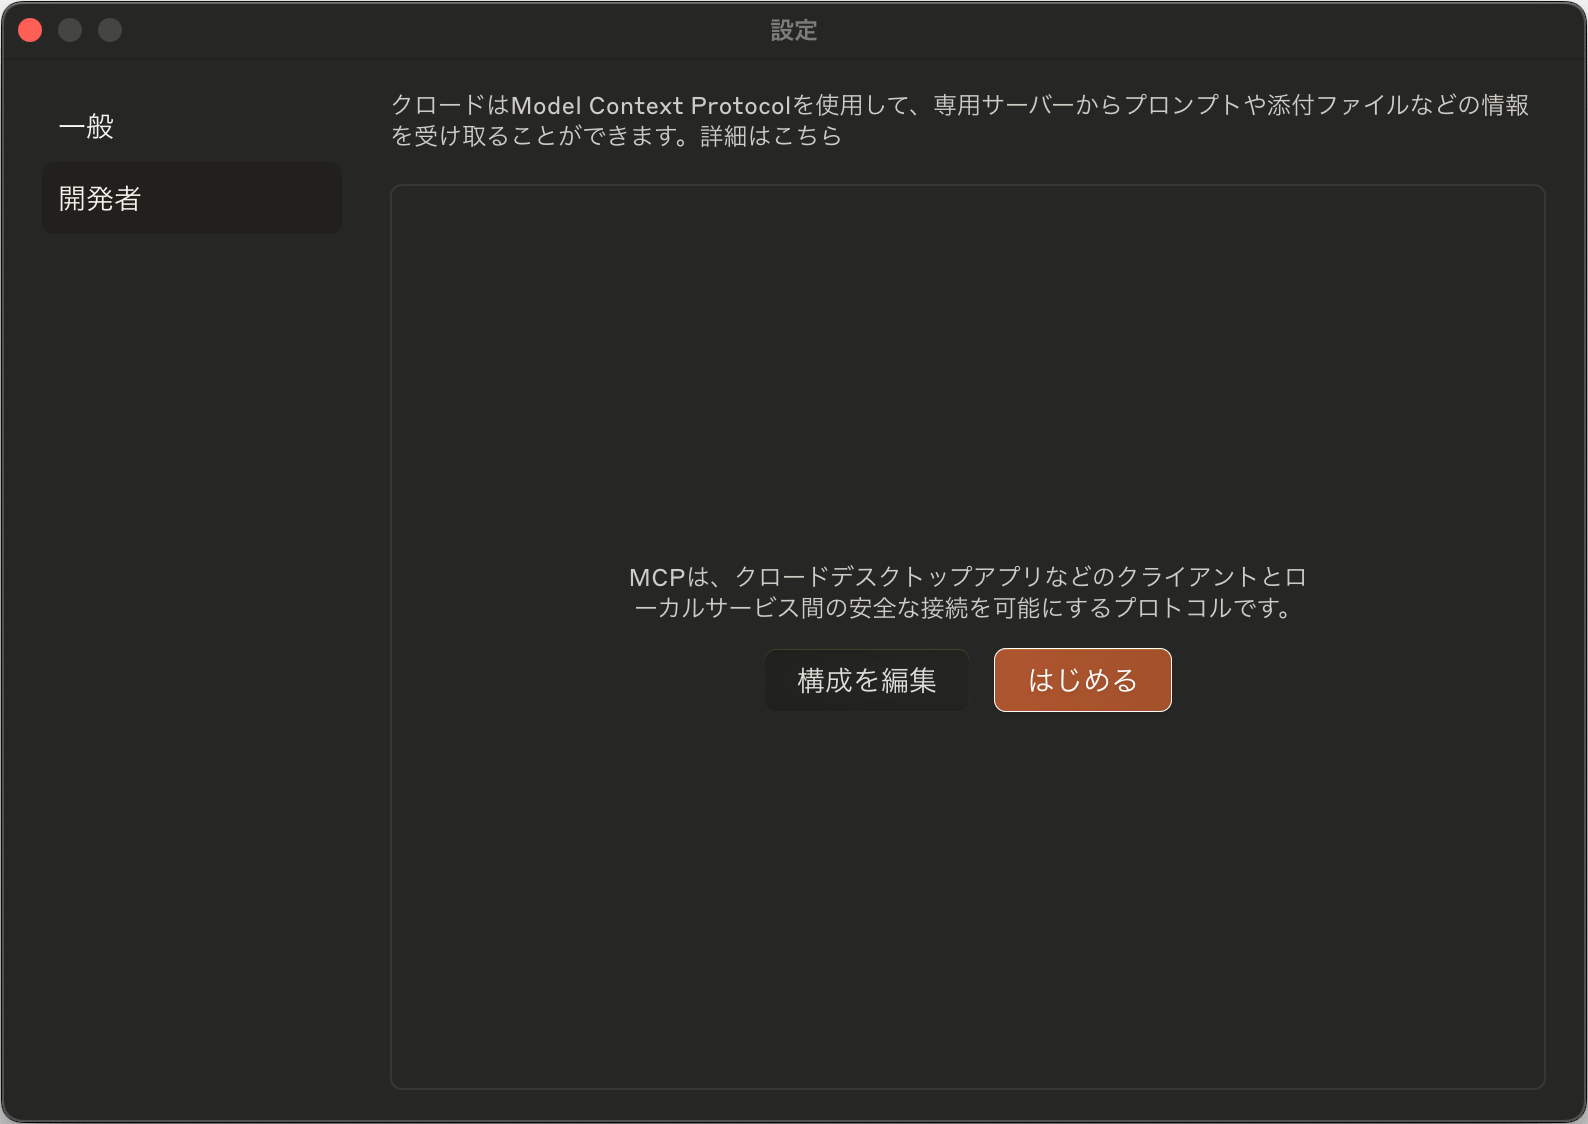 設定
一般
開発者
クロードはModel Context Protocolを使用して、専用サーバーからプロンプトや添付ファイルなどの情報
を受け取ることができます。詳細はこちら
MCPは、クロードデスクトップアプリなどのクライアントとロ
ーカルサービス間の安全な接続を可能にするプロトコルです。
構成を編集
はじめる